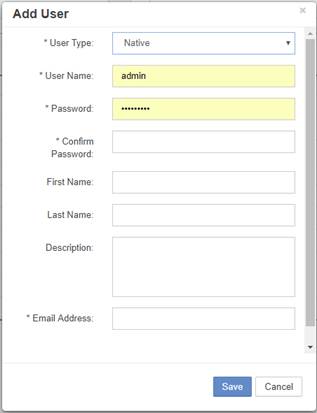 Add User
×
* User Type: Native
* User Name: admin
* Password: •••••••••
* Confirm
Password:
First Name:
Last Name:
Description:
* Email Address:
Save Cancel